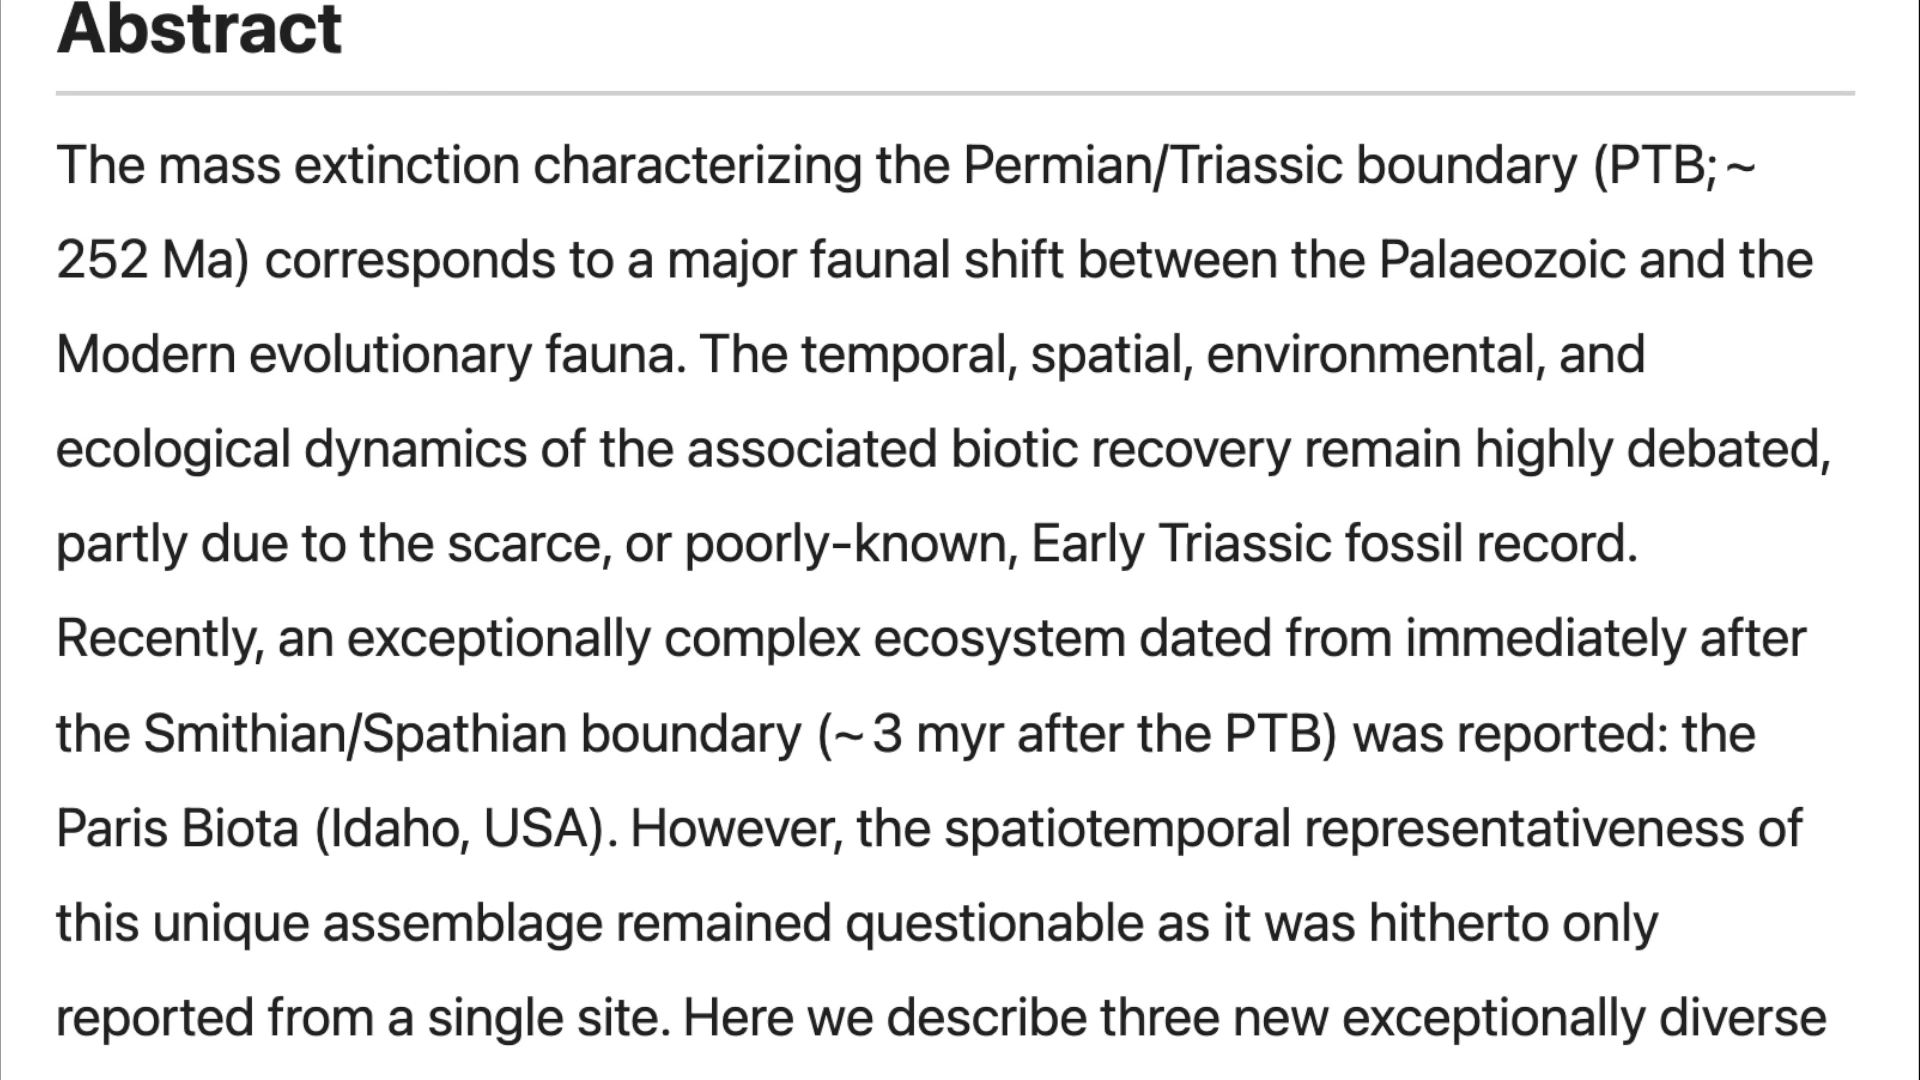 Abstract
The mass extinction characterizing the Permian/Triassic boundary (PTB; ~
252 Ma) corresponds to a major faunal shift between the Palaeozoic and the
Modern evolutionary fauna. The temporal, spatial, environmental, and
ecological dynamics of the associated biotic recovery remain highly debated,
partly due to the scarce, or poorly-known, Early Triassic fossil record.
Recently, an exceptionally complex ecosystem dated from immediately after
the Smithian/Spathian boundary (~ 3 myr after the PTB) was reported: the
Paris Biota (Idaho, USA). However, the spatiotemporal representativeness of
this unique assemblage remained questionable as it was hitherto only
reported from a single site. Here we describe three new exceptionally diverse